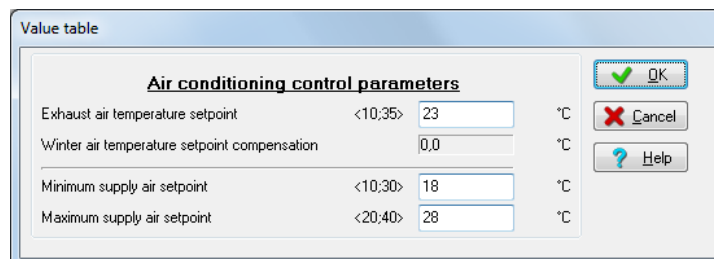 Value table
Air conditioning control parameters
Exhaust air temperature setpoint <10;35> 23 °C
Winter air temperature setpoint compensation 0,0 °C
Minimum supply air setpoint <10;30> 18 °C
Maximum supply air setpoint <20;40> 28 °C
OK
Cancel
Help